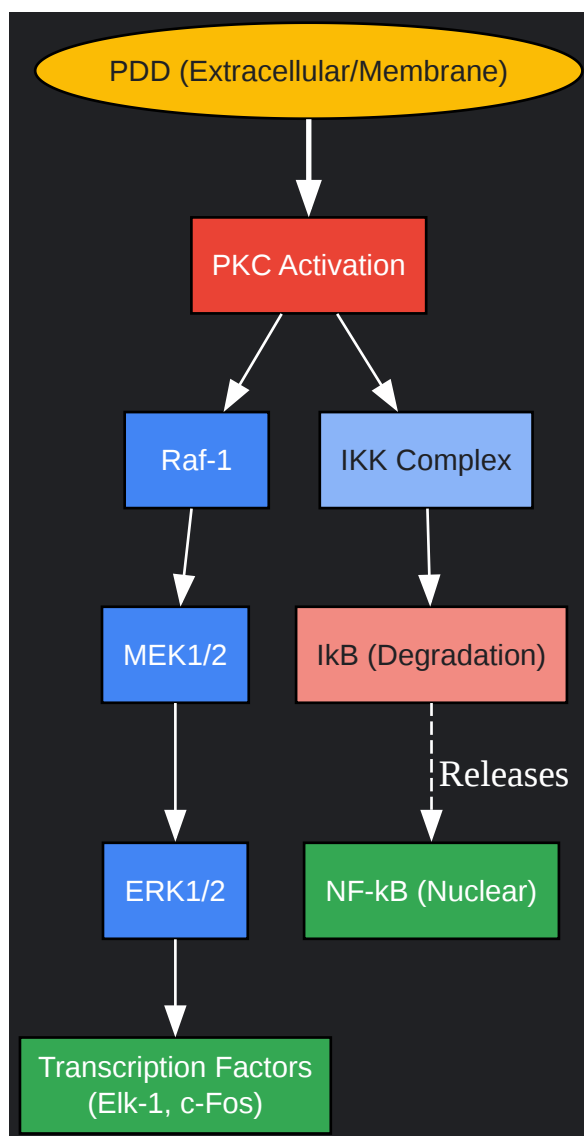 PDD (Extracellular/Membrane)
PKC Activation
Raf-1
IKK Complex
MEK1/2
IkB (Degradation)
Releases
ERK1/2
NF-kB (Nuclear)
Transcription Factors
(Elk-1, c-Fos)